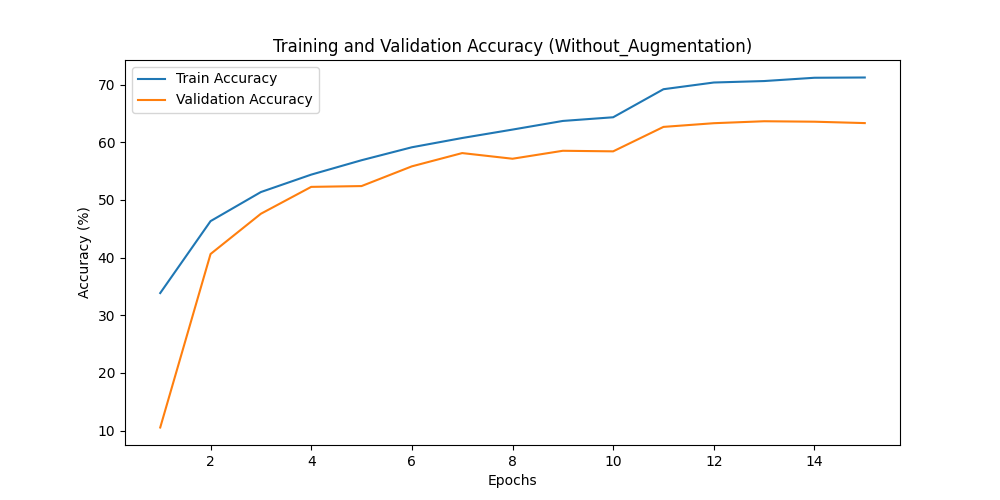 Training and Validation Accuracy (Without_Augmentation)
Train Accuracy
Validation Accuracy
Accuracy (%)
70
60
50
40
30
20
10
2 4 6 8 10 12 14
Epochs